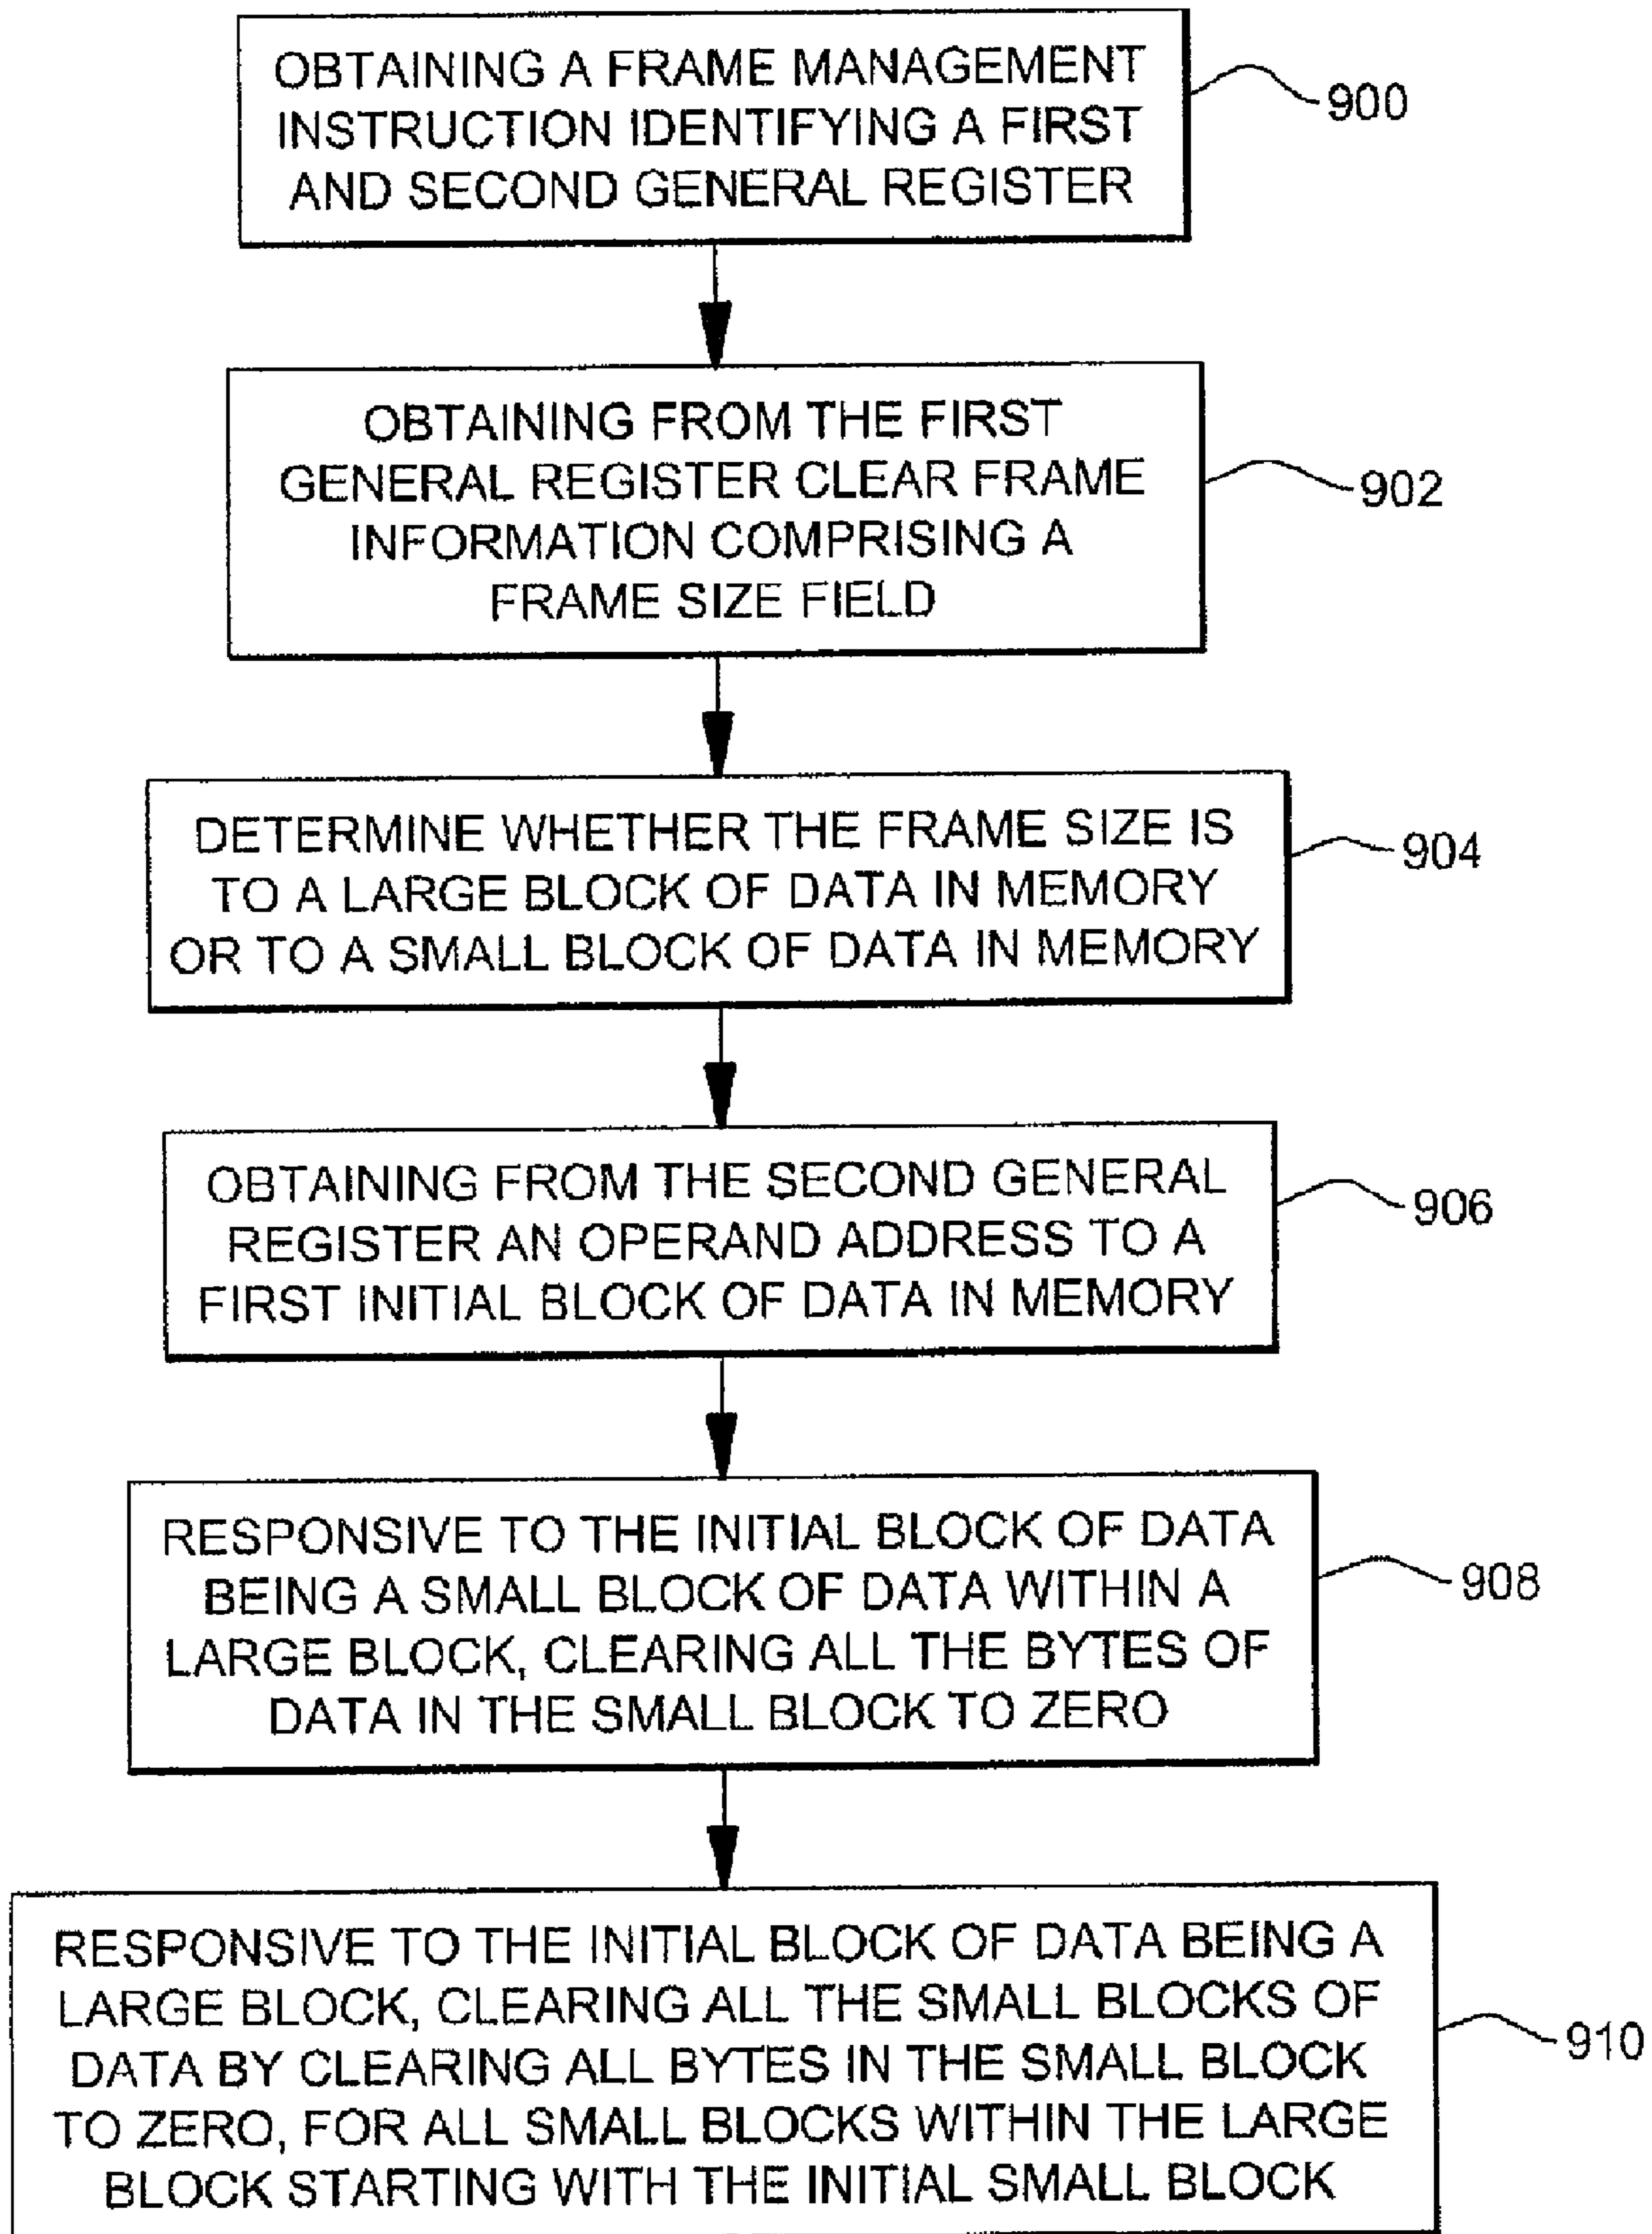 OBTAINING A FRAME MANAGEMENT
INSTRUCTION IDENTIFYING A FIRST
AND SECOND GENERAL REGISTER
900
OBTAINING FROM THE FIRST
GENERAL REGISTER CLEAR FRAME
INFORMATION COMPRISING A
FRAME SIZE FIELD
902
DETERMINE WHETHER THE FRAME SIZE IS
TO A LARGE BLOCK OF DATA IN MEMORY
OR TO A SMALL BLOCK OF DATA IN MEMORY
904
OBTAINING FROM THE SECOND GENERAL
REGISTER AN OPERAND ADDRESS TO A
FIRST INITIAL BLOCK OF DATA IN MEMORY
906
RESPONSIVE TO THE INITIAL BLOCK OF DATA
BEING A SMALL BLOCK OF DATA WITHIN A
LARGE BLOCK, CLEARING ALL THE BYTES OF
DATA IN THE SMALL BLOCK TO ZERO
908
RESPONSIVE TO THE INITIAL BLOCK OF DATA BEING A
LARGE BLOCK, CLEARING ALL THE SMALL BLOCKS OF
DATA BY CLEARING ALL BYTES IN THE SMALL BLOCK
TO ZERO, FOR ALL SMALL BLOCKS WITHIN THE LARGE
BLOCK STARTING WITH THE INITIAL SMALL BLOCK
910